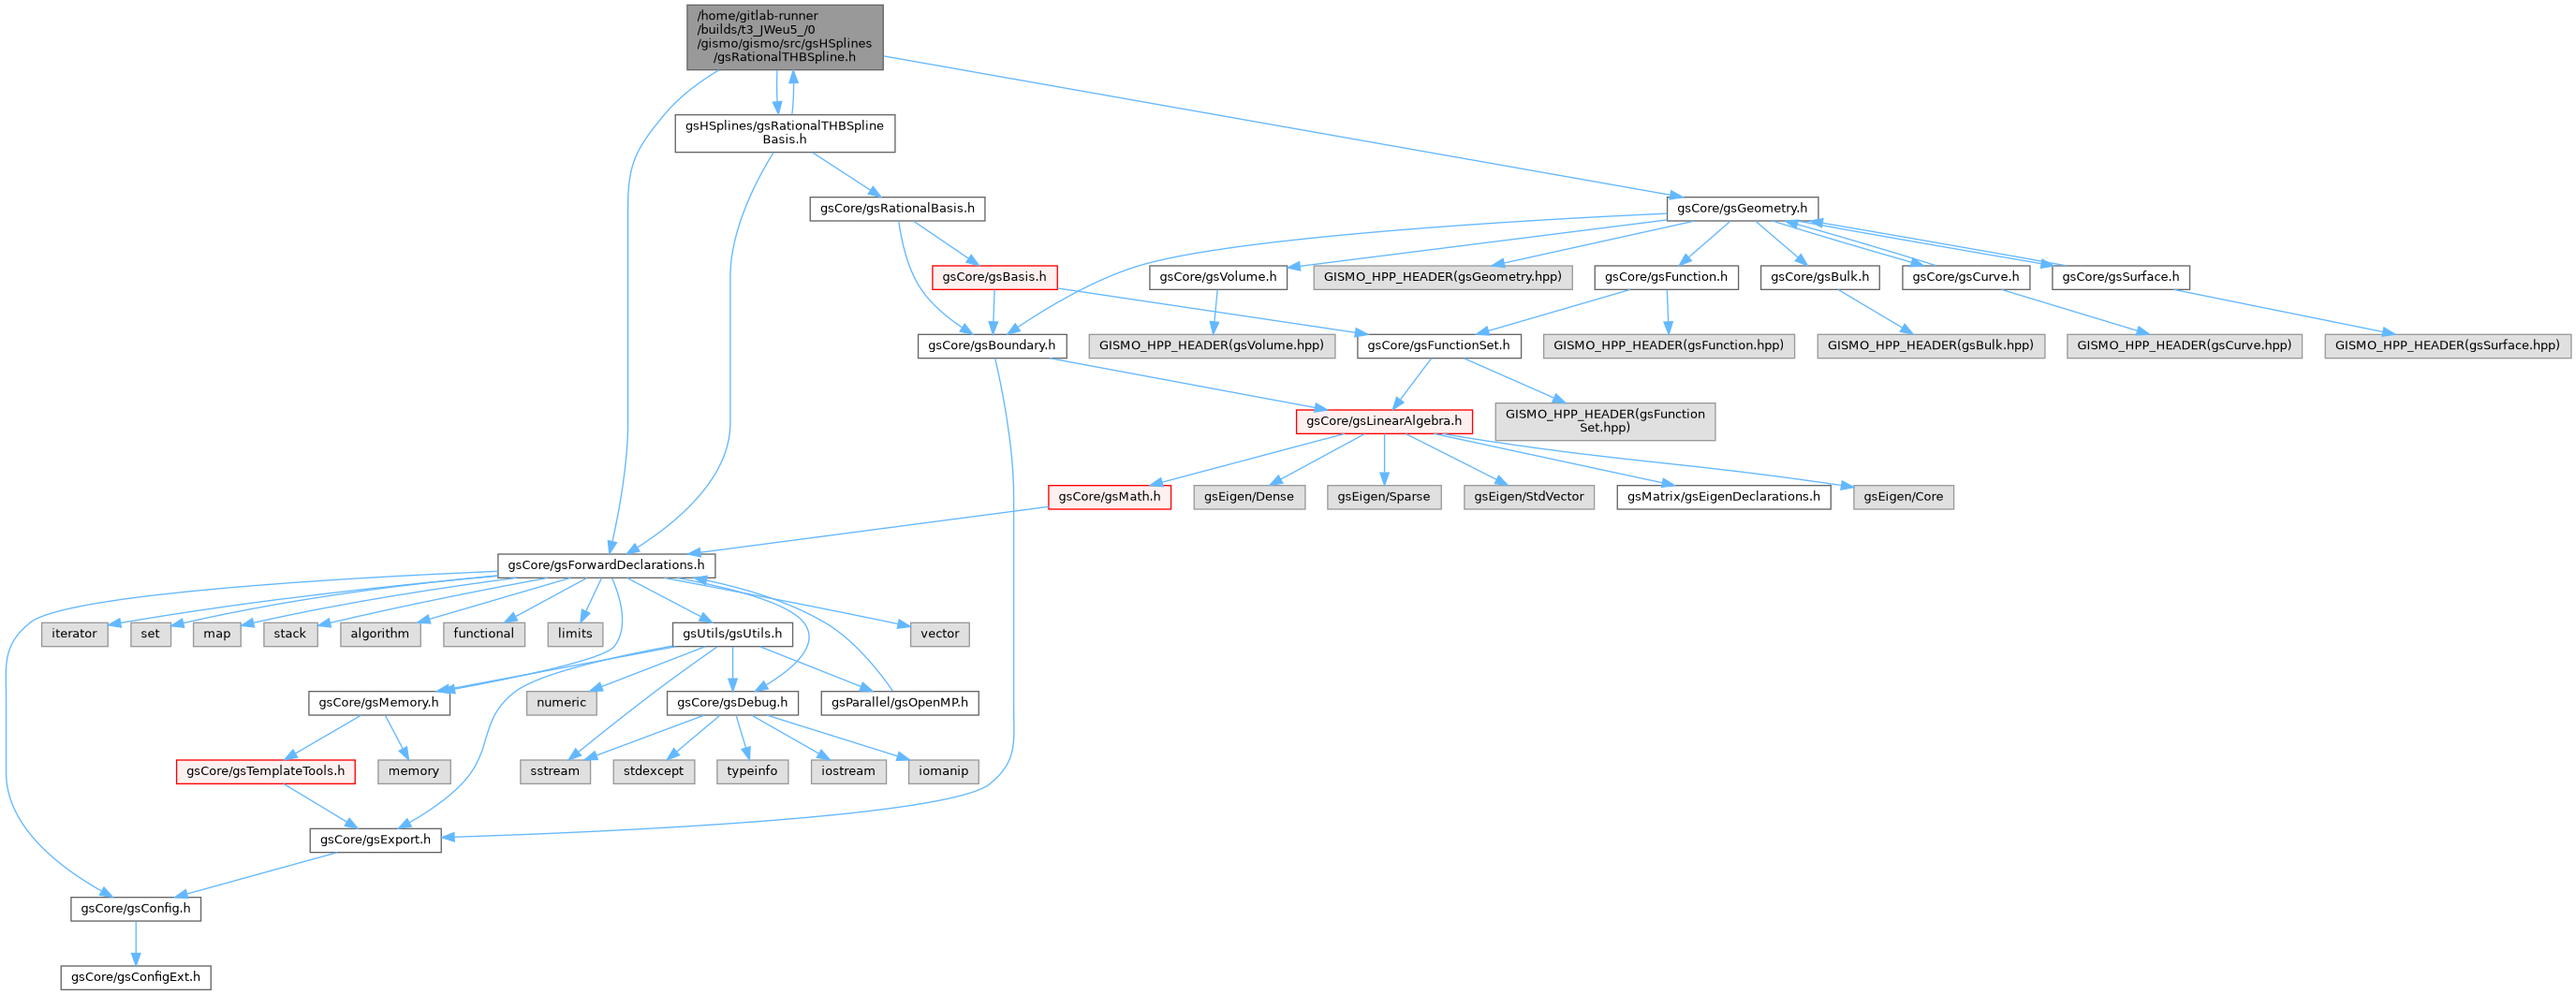 /home/gitlab-runner
/builds/t3_JWeu5_/0
/gismo/gismo/src/gsHSplines
/gsRationalTHBSpline.h
gsHSplines/gsRationalTHBSpline
Basis.h
gsCore/gsRationalBasis.h
gsCore/gsGeometry.h
gsCore/gsBasis.h
gsCore/gsVolume.h
GISMO_HPP_HEADER(gsGeometry.hpp)
gsCore/gsFunction.h
gsCore/gsBulk.h
gsCore/gsCurve.h
gsCore/gsSurface.h
gsCore/gsBoundary.h
GISMO_HPP_HEADER(gsVolume.hpp)
gsCore/gsFunctionSet.h
GISMO_HPP_HEADER(gsFunction.hpp)
GISMO_HPP_HEADER(gsBulk.hpp)
GISMO_HPP_HEADER(gsCurve.hpp)
GISMO_HPP_HEADER(gsSurface.hpp)
gsCore/gsLinearAlgebra.h
GISMO_HPP_HEADER(gsFunction
Set.hpp)
gsCore/gsMath.h
gsEigen/Dense
gsEigen/Sparse
gsEigen/StdVector
gsMatrix/gsEigenDeclarations.h
gsEigen/Core
gsCore/gsForwardDeclarations.h
iterator
set
map
stack
algorithm
functional
limits
gsUtils/gsUtils.h
vector
gsCore/gsMemory.h
numeric
gsCore/gsDebug.h
gsParallel/gsOpenMP.h
gsCore/gsTemplateTools.h
memory
sstream
stdexcept
typeinfo
iostream
iomanip
gsCore/gsExport.h
gsCore/gsConfig.h
gsCore/gsConfigExt.h